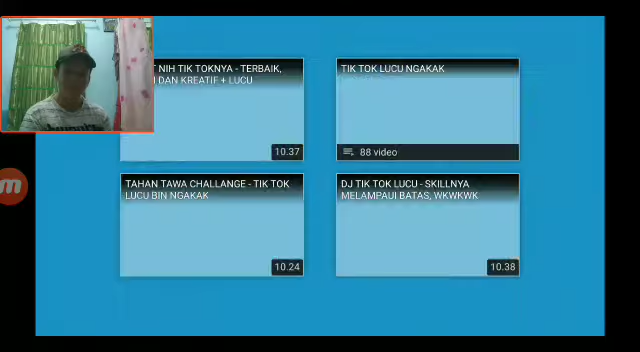 NIH TIK TOKNYA - TERBAIK,
DAN KREATIF + LUCU
10.37
TIK TOK LUCU NGAKAK
88 video
TAHAN TAWA CHALLANGE - TIK TOK
LUCU BIN NGAKAK
10.24
DJ TIK TOK LUCU - SKILLNYA
MELAMPAUI BATAS, WKWKWK
10.38